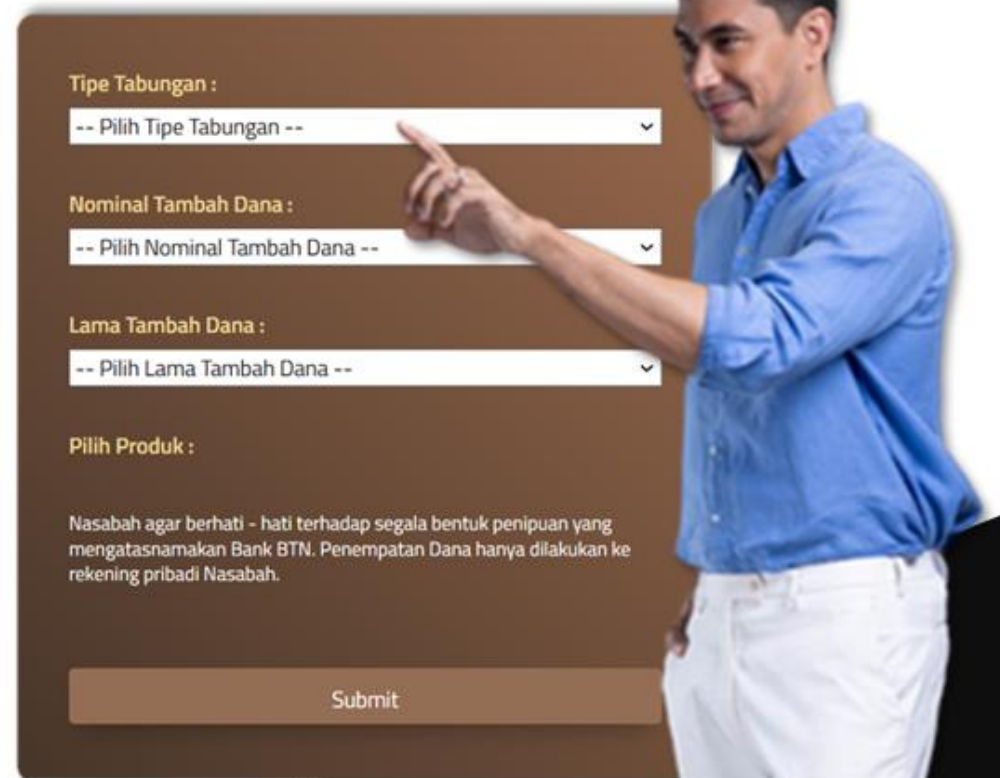 Tipe Tabungan :
-- Pilih Tipe Tabungan --
Nominal Tambah Dana :
-- Pilih Nominal Tambah Dana --
Lama Tambah Dana :
-- Pilih Lama Tambah Dana --
Pilih Produk :
Nasabah agar berhati - hati terhadap segala bentuk penipuan yang
mengatasnamakan Bank BTN. Penempatan Dana hanya dilakukan ke
rekening pribadi Nasabah.
Submit